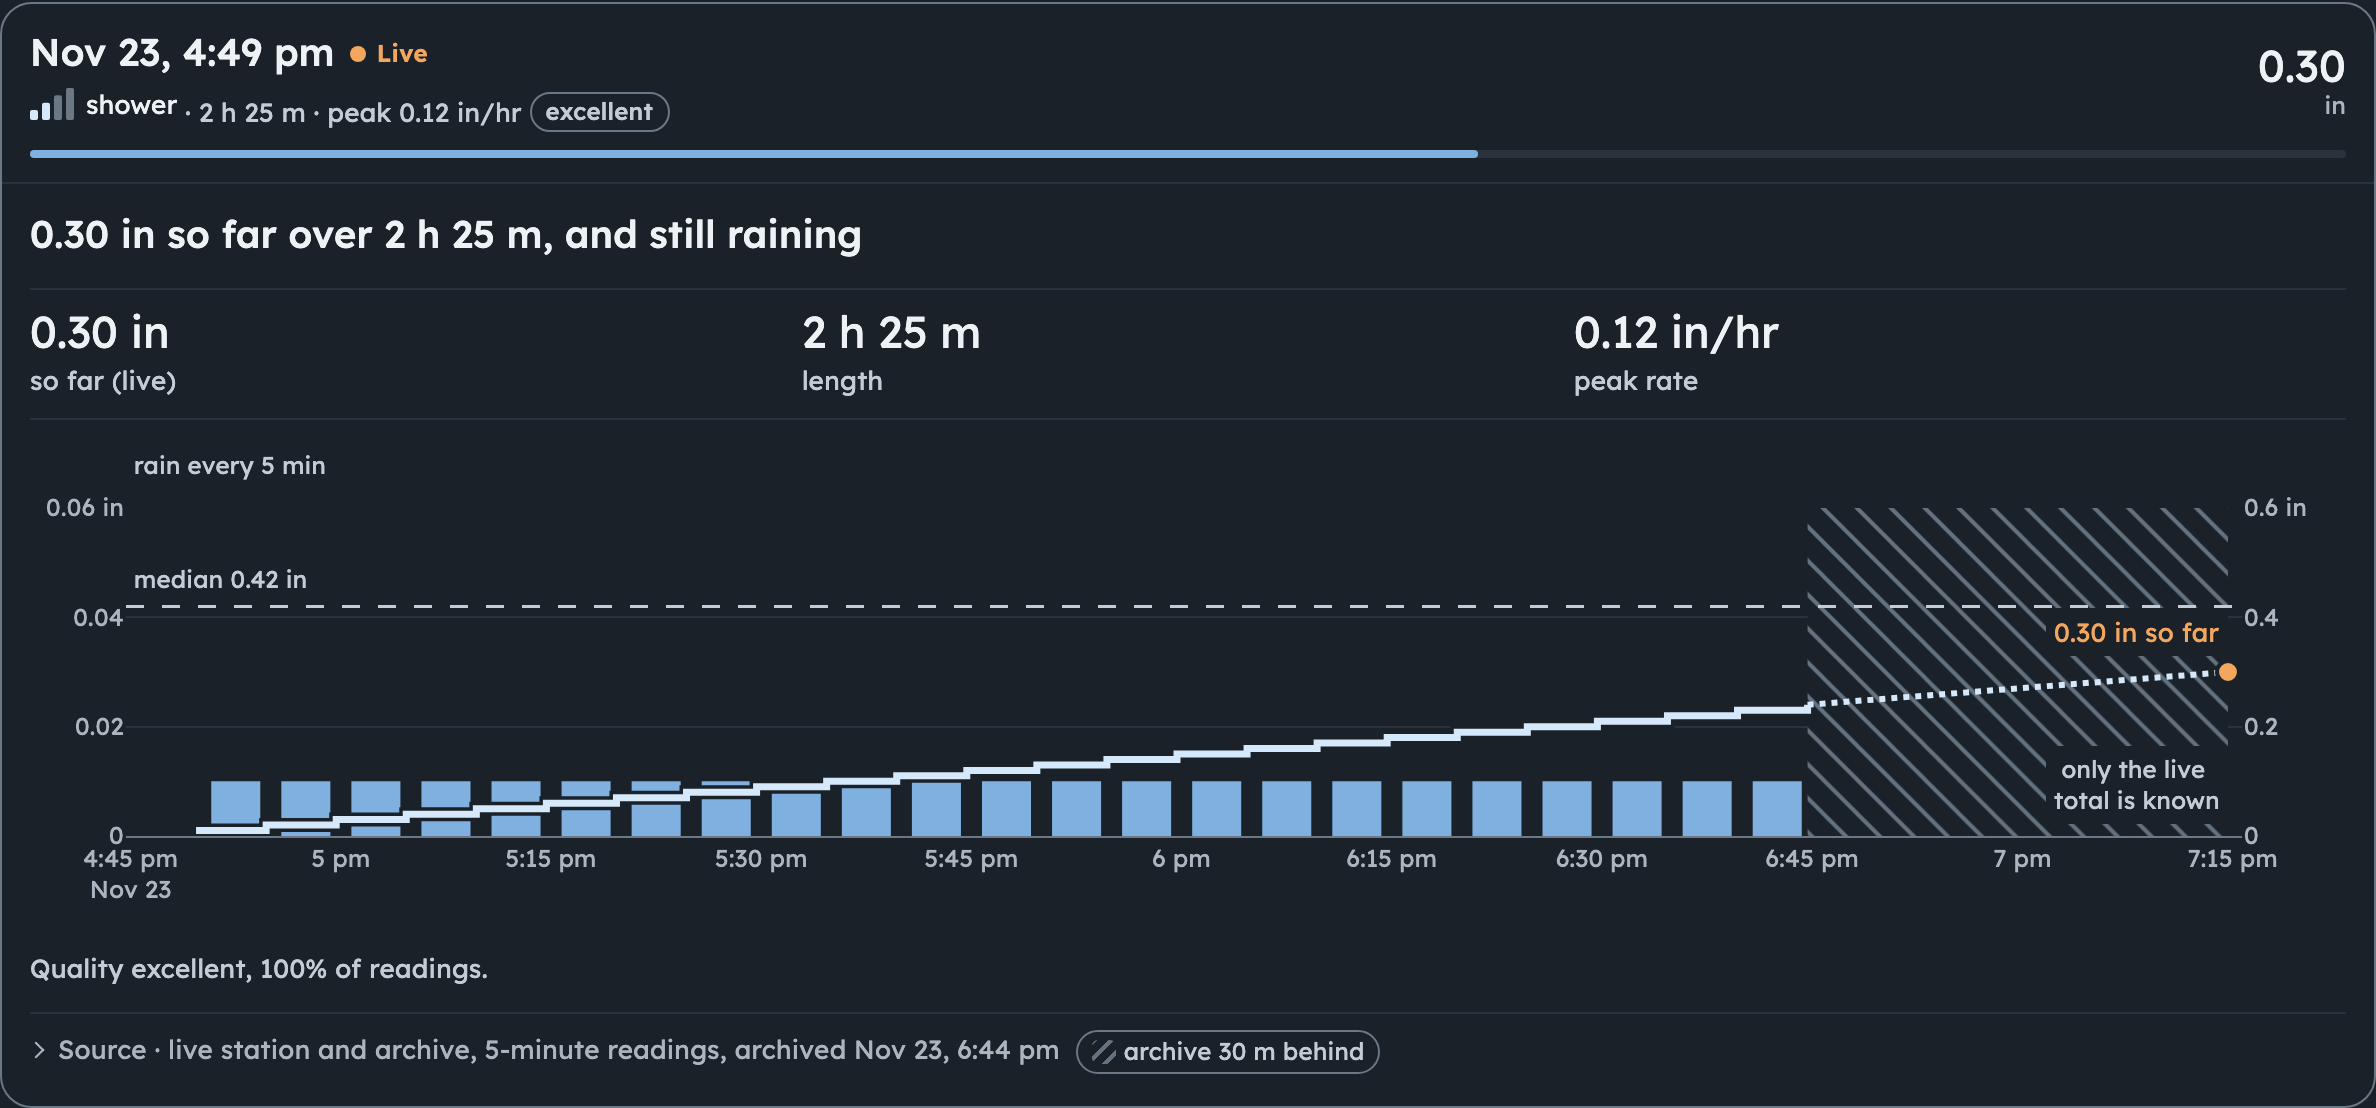 Nov 23, 4:49 pm ● Live
0.30
in
shower · 2 h 25 m · peak 0.12 in/hr excellent
0.30 in so far over 2 h 25 m, and still raining
0.30 in
so far (live)
2 h 25 m
length
0.12 in/hr
peak rate
rain every 5 min
0.06 in
0.6 in
median 0.42 in
0.04
0.4
0.30 in so far
0.02
0.2
only the live
total is known
0
0
4:45 pm
Nov 23
5 pm
5:15 pm
5:30 pm
5:45 pm
6 pm
6:15 pm
6:30 pm
6:45 pm
7 pm
7:15 pm
Quality excellent, 100% of readings.
Source · live station and archive, 5-minute readings, archived Nov 23, 6:44 pm archive 30 m behind